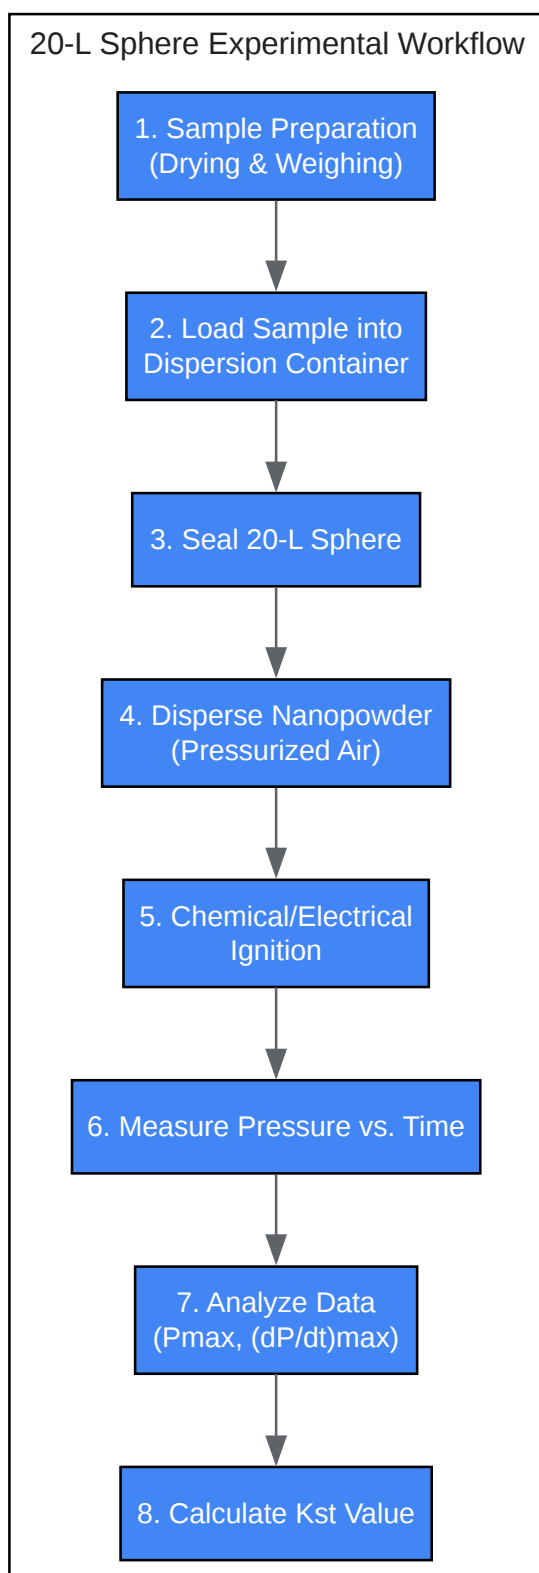 20-L Sphere Experimental Workflow
1. Sample Preparation
(Drying & Weighing)
2. Load Sample into
Dispersion Container
3. Seal 20-L Sphere
4. Disperse Nanopowder
(Pressurized Air)
5. Chemical/Electrical
Ignition
6. Measure Pressure vs. Time
7. Analyze Data
(Pmax, (dP/dt)max)
8. Calculate Kst Value